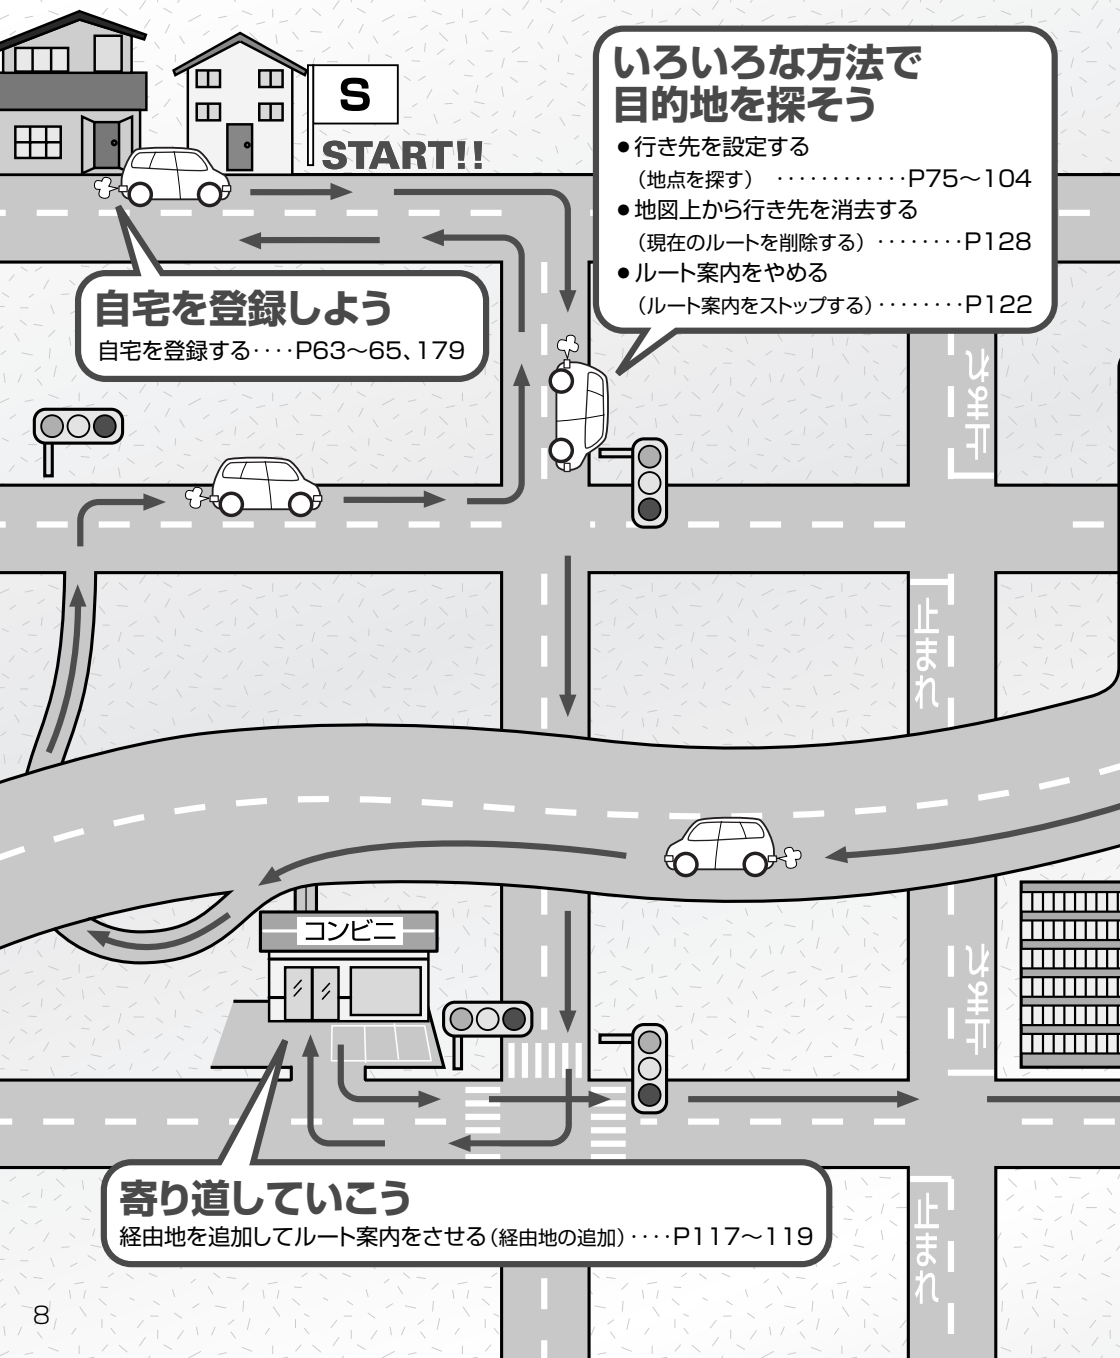 S
START!!
いろいろな方法で
目的地を探そう
●行き先を設定する
（地点を探す） ････････････P75～104
●地図上から行き先を消去する
（現在のルートを削除する）････････P128
●ルート案内をやめる
（ルート案内をストップする）････････P122
自宅を登録しよう
自宅を登録する････P63～65、179
止まれ
止まれ
コンビニ
止まれ
寄り道していこう
経由地を追加してルート案内をさせる（経由地の追加）････P117～119
止まれ
8